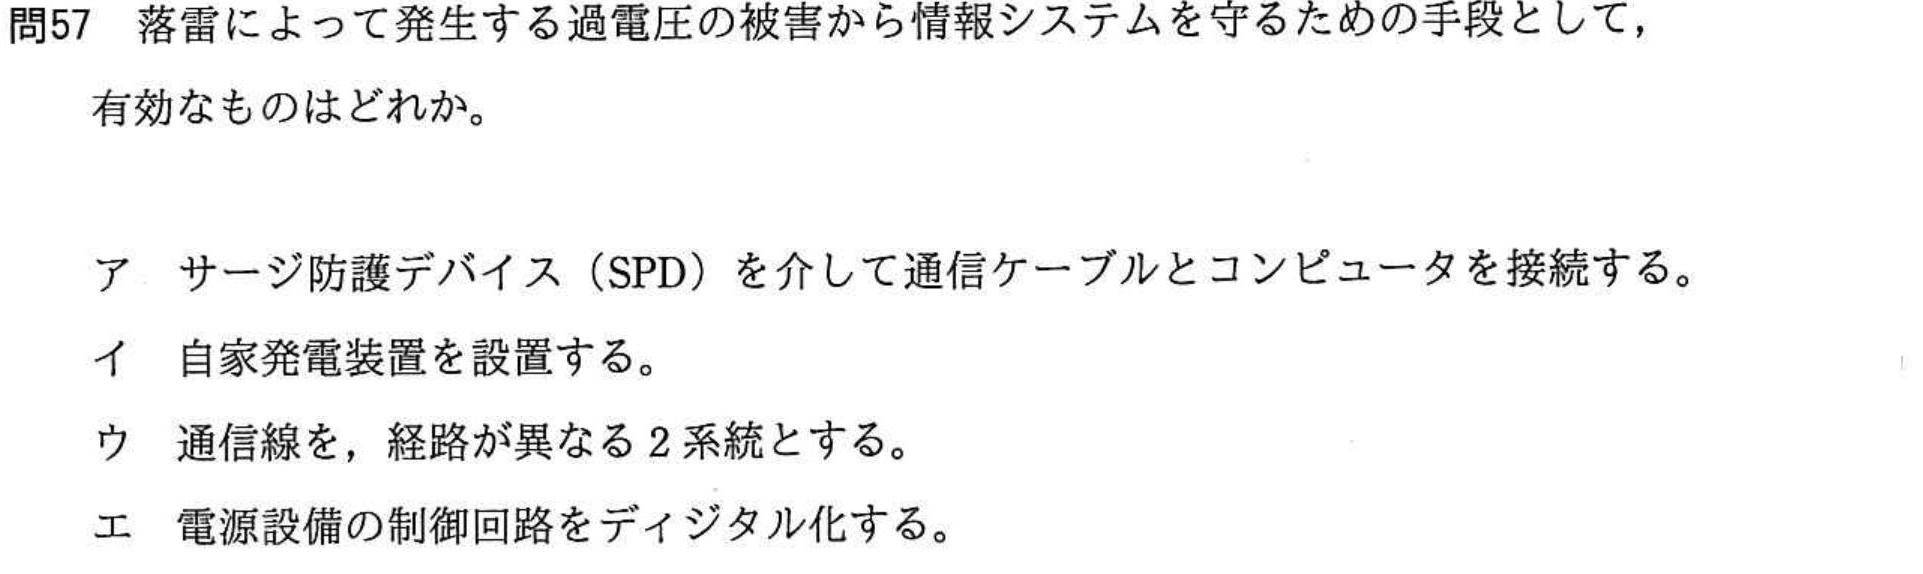 問57 落雷によって発生する過電圧の被害から情報システムを守るための手段として，
有効なものはどれか。
ア サージ防護デバイス（SPD）を介して通信ケーブルとコンピュータを接続する。
イ 自家発電装置を設置する。
ウ 通信線を，経路が異なる2系統とする。
エ 電源設備の制御回路をディジタル化する。